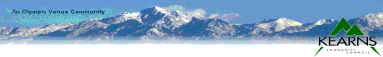 An Olympic Venue Community
KEARNS
COMMUNITY
COUNCIL